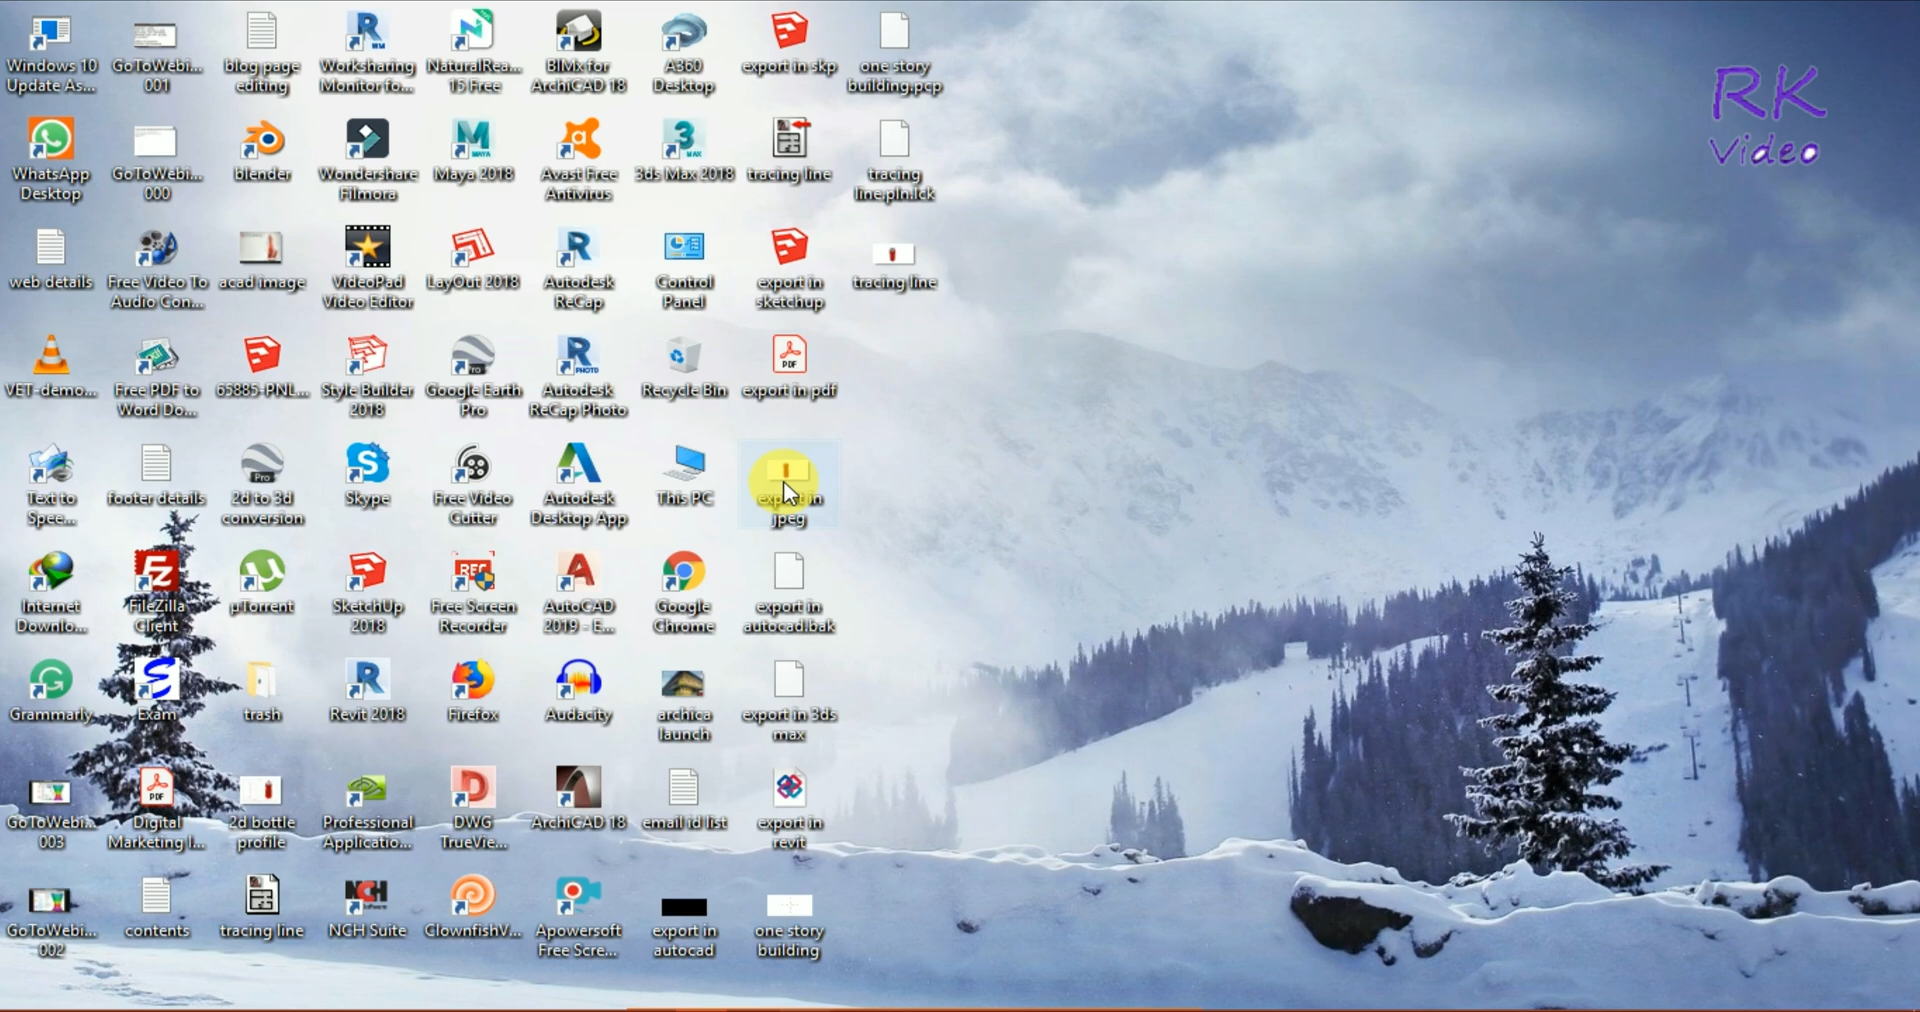 Windows 10
Update As...
GoToWebi...
001
blog page
editing
Worksharing
Monitor fo...
NaturalRea...
15 Free
BIMx for
ArchiCAD 18
A360
Desktop
export in skp
one story
building.pcp
RK
Video
WhatsApp
Desktop
GoToWebi...
000
blender
Wondershare
Filmora
Maya 2018
Avast Free
Antivirus
3ds Max 2018
tracing line
tracing
line.pln.lck
web details
Free Video To
Audio Con...
acad image
VideoPad
Video Editor
LayOut 2018
Autodesk
ReCap
Control
Panel
export in
sketchup
tracing line
VET-demo...
Free PDF to
Word Do...
65885-PNL...
Style Builder
2018
Google Earth
Pro
Autodesk
ReCap Photo
Recycle Bin
export in pdf
Text to
Spee...
footer details
2d to 3d
conversion
Skype
Free Video
Cutter
Autodesk
Desktop App
This PC
export in
jpeg
Internet
Downlo...
FileZilla
Client
µTorrent
SketchUp
2018
Free Screen
Recorder
AutoCAD
2019 - E...
Google
Chrome
export in
autocad.bak
Grammarly
Exam
trash
Revit 2018
Firefox
Audacity
archica
launch
export in 3ds
max
GoToWebi...
003
Digital
Marketing I...
2d bottle
profile
Professional
Applicatio...
DWG
TrueVie...
ArchiCAD 18
email id list
export in
revit
GoToWebi...
002
contents
tracing line
NCH Suite
ClownfishV...
Apowersoft
Free Scre...
export in
autocad
one story
building